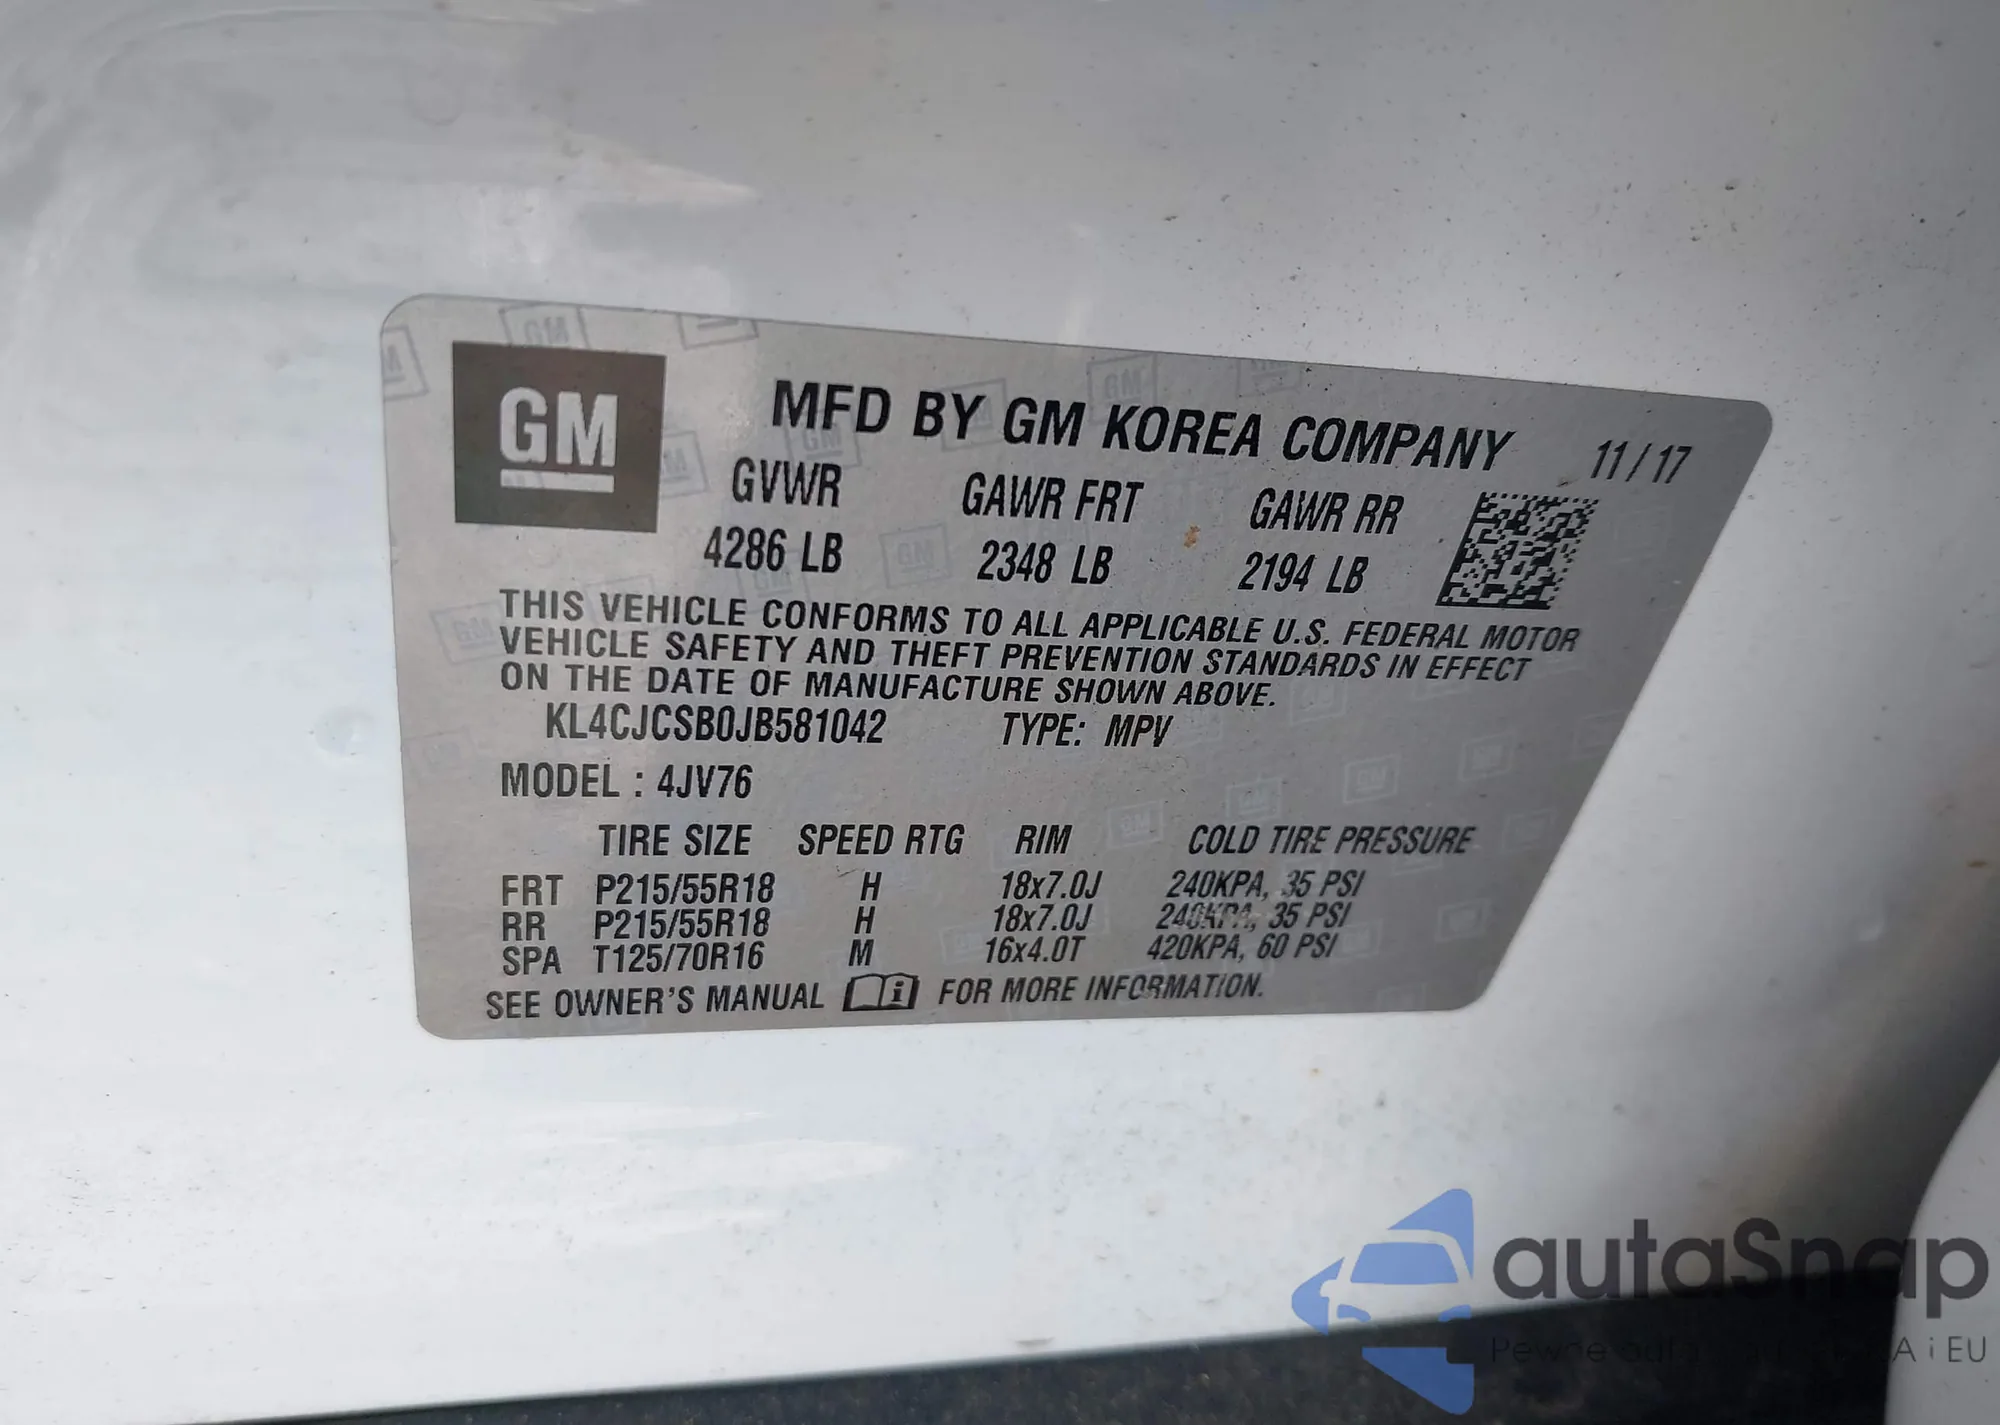 GM
MFD BY GM KOREA COMPANY 11/17
GVWR GAWR FRT GAWR RR
4286 LB 2348 LB 2194 LB
THIS VEHICLE CONFORMS TO ALL APPLICABLE U.S. FEDERAL MOTOR
VEHICLE SAFETY AND THEFT PREVENTION STANDARDS IN EFFECT
ON THE DATE OF MANUFACTURE SHOWN ABOVE.
KL4CJCSB0JB581042 TYPE: MPV
MODEL : 4JV76
TIRE SIZE SPEED RTG RIM COLD TIRE PRESSURE
FRT P215/55R18 H 18x7.0J 240KPA, 35 PSI
RR P215/55R18 H 18x7.0J 240KPA, 35 PSI
SPA T125/70R16 M 16x4.0T 420KPA, 60 PSI
SEE OWNER'S MANUAL i FOR MORE INFORMATION.
autaSnap
Pewne auta A i EU